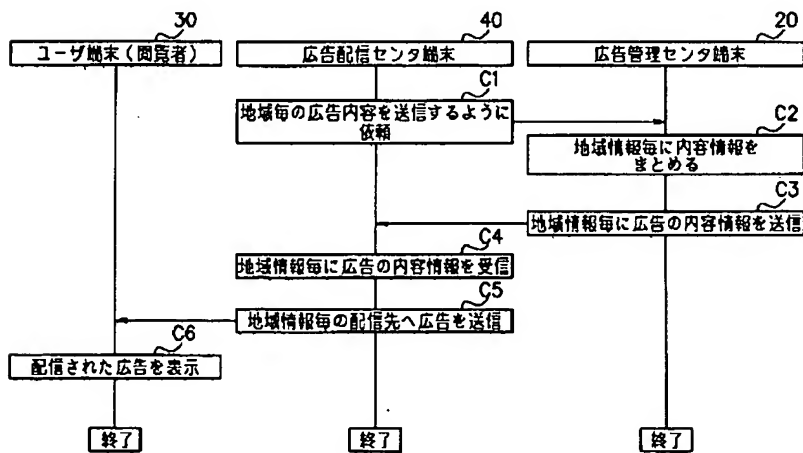 30
40
20
ユーザ端末(閲覧者)
広告配信センタ端末
広告管理センタ端末
C1
地域毎の広告内容を送信するように
依頼
C2
地域情報毎に内容情報を
まとめる
C3
地域情報毎に広告の内容情報を送信
C4
地域情報毎に広告の内容情報を受信
C5
地域情報毎の配信先へ広告を送信
C6
配信された広告を表示
終了
終了
終了